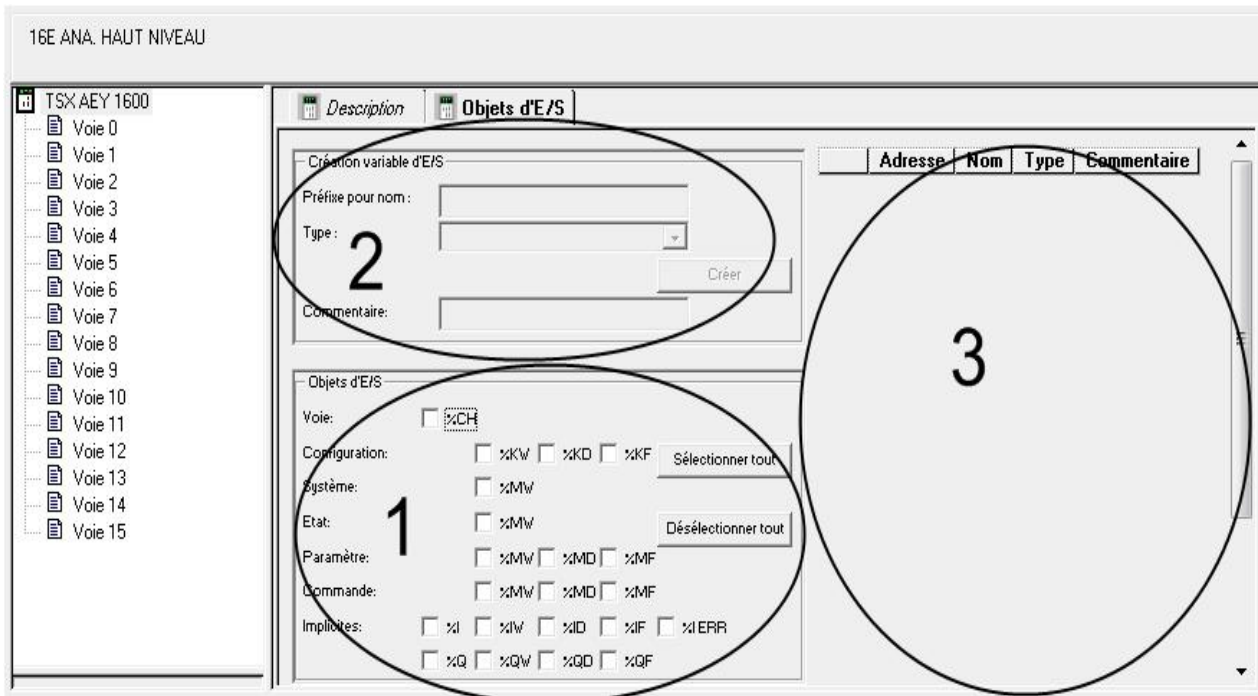 16E ANA. HAUT NIVEAU
TSX AEY 1600
Voie 0
Voie 1
Voie 2
Voie 3
Voie 4
Voie 5
Voie 6
Voie 7
Voie 8
Voie 9
Voie 10
Voie 11
Voie 12
Voie 13
Voie 14
Voie 15
Description Objets d'E/S
Création variable d'E/S
Préfixe pour nom :
Type :
2
Créer
Commentaire:
Objets d'E/S
Voie: %CH
Configuration: %KW %KD %KF Sélectionner tout
Système: %MW
1
Etat: %MW Désélectionner tout
Paramètre: %MW %MD %MF
Commande: %MW %MD %MF
Implicites: %I %IW %ID %IF %IERR
%Q %QW %QD %QF
Adresse Nom Type Commentaire
3